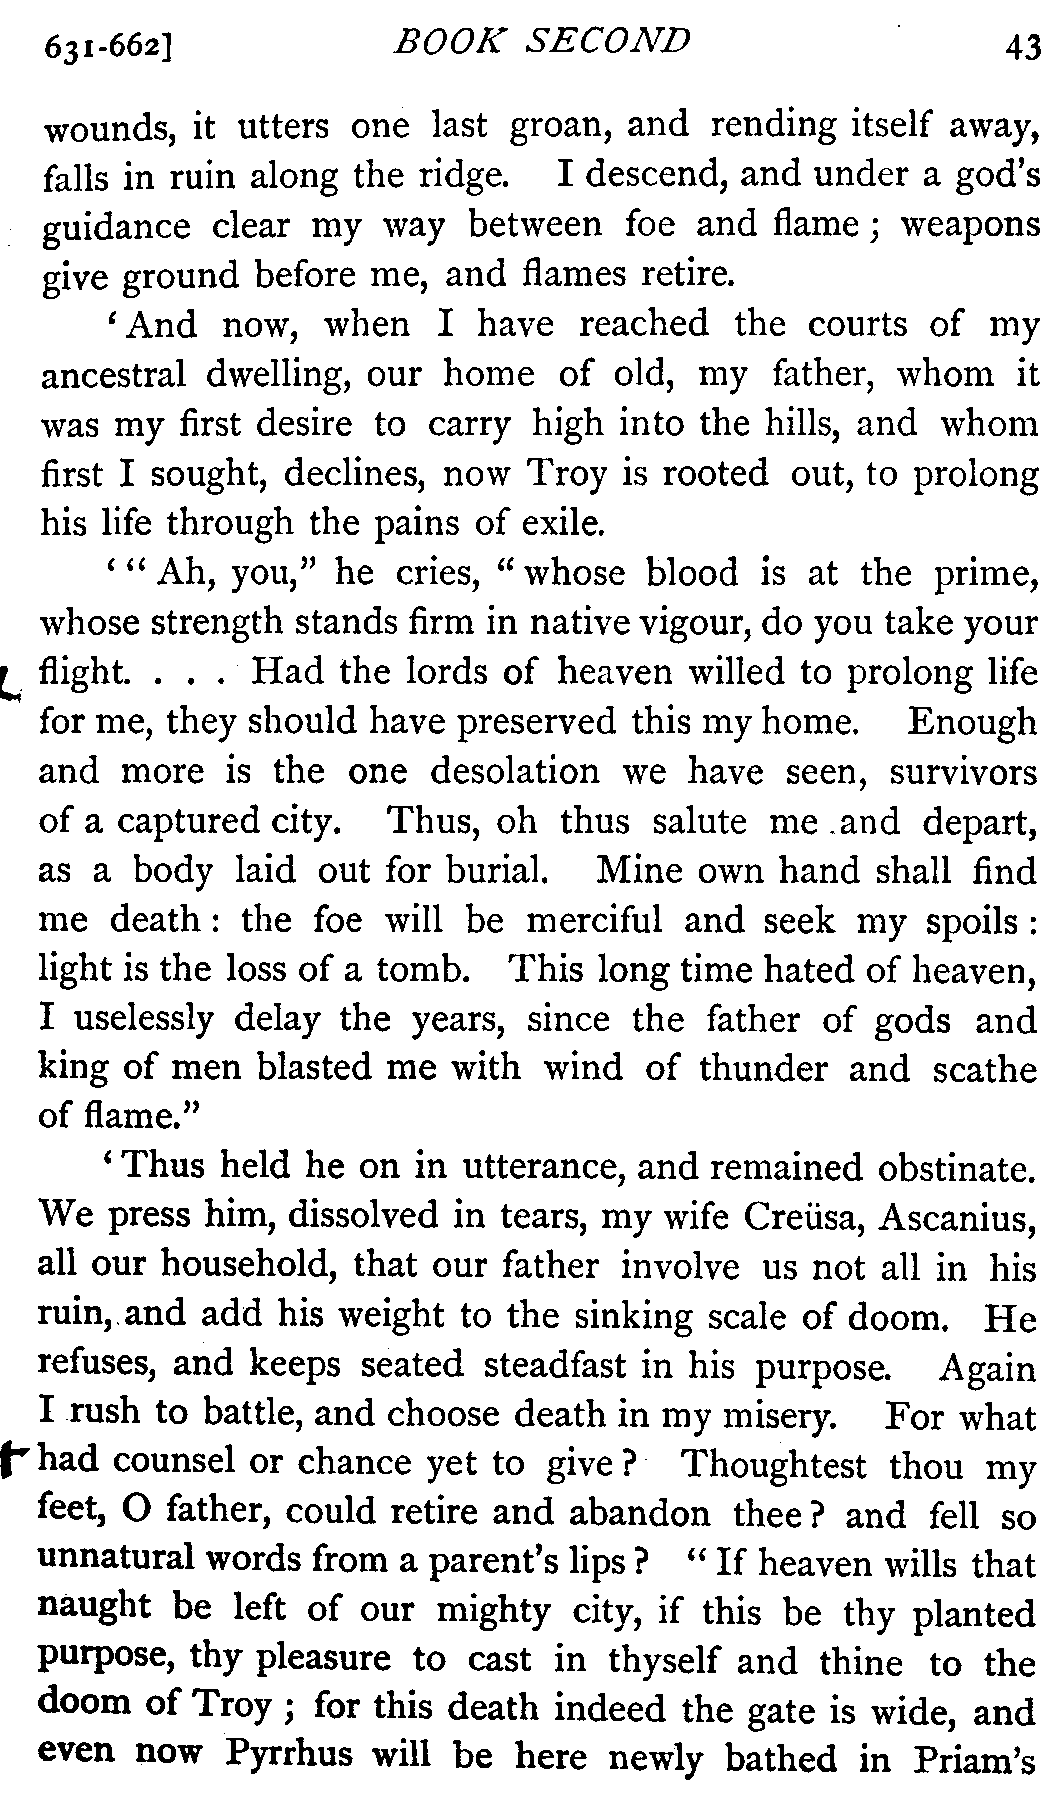 631-662] BOOK SECOND 43
wounds, it utters one last groan, and rending itself away,
falls in ruin along the ridge. I descend, and under a god's
guidance clear my way between foe and flame ; weapons
give ground before me, and flames retire.
‘ And now, when I have reached the courts of my
ancestral dwelling, our home of old, my father, whom it
was my first desire to carry high into the hills, and whom
first I sought, declines, now Troy is rooted out, to prolong
his life through the pains of exile.
‘ “ Ah, you,” he cries, “ whose blood is at the prime,
whose strength stands firm in native vigour, do you take your
flight. . . . Had the lords of heaven willed to prolong life
for me, they should have preserved this my home. Enough
and more is the one desolation we have seen, survivors
of a captured city. Thus, oh thus salute me and depart,
as a body laid out for burial. Mine own hand shall find
me death : the foe will be merciful and seek my spoils :
light is the loss of a tomb. This long time hated of heaven,
I uselessly delay the years, since the father of gods and
king of men blasted me with wind of thunder and scathe
of flame.”
‘ Thus held he on in utterance, and remained obstinate.
We press him, dissolved in tears, my wife Creüsa, Ascanius,
all our household, that our father involve us not all in his
ruin, and add his weight to the sinking scale of doom. He
refuses, and keeps seated steadfast in his purpose. Again
I rush to battle, and choose death in my misery. For what
had counsel or chance yet to give ? Thoughtest thou my
feet, O father, could retire and abandon thee ? and fell so
unnatural words from a parent's lips ? “ If heaven wills that
naught be left of our mighty city, if this be thy planted
purpose, thy pleasure to cast in thyself and thine to the
doom of Troy ; for this death indeed the gate is wide, and
even now Pyrrhus will be here newly bathed in Priam's